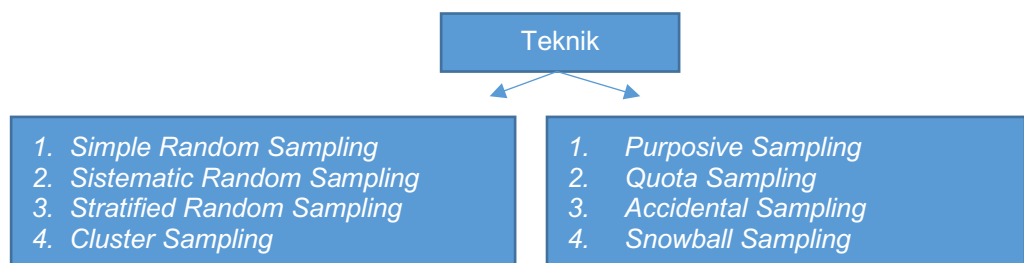 Teknik
1. Simple Random Sampling
2. Sistematic Random Sampling
3. Stratified Random Sampling
4. Cluster Sampling
1. Purposive Sampling
2. Quota Sampling
3. Accidental Sampling
4. Snowball Sampling